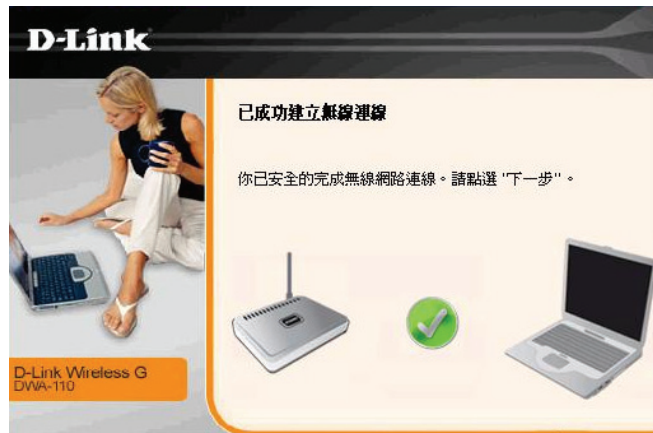 D-Link
已成功建立無線連線
你已安全的完成無線網路連線。請點選 "下一步"。
D-Link Wireless G
DWA-110